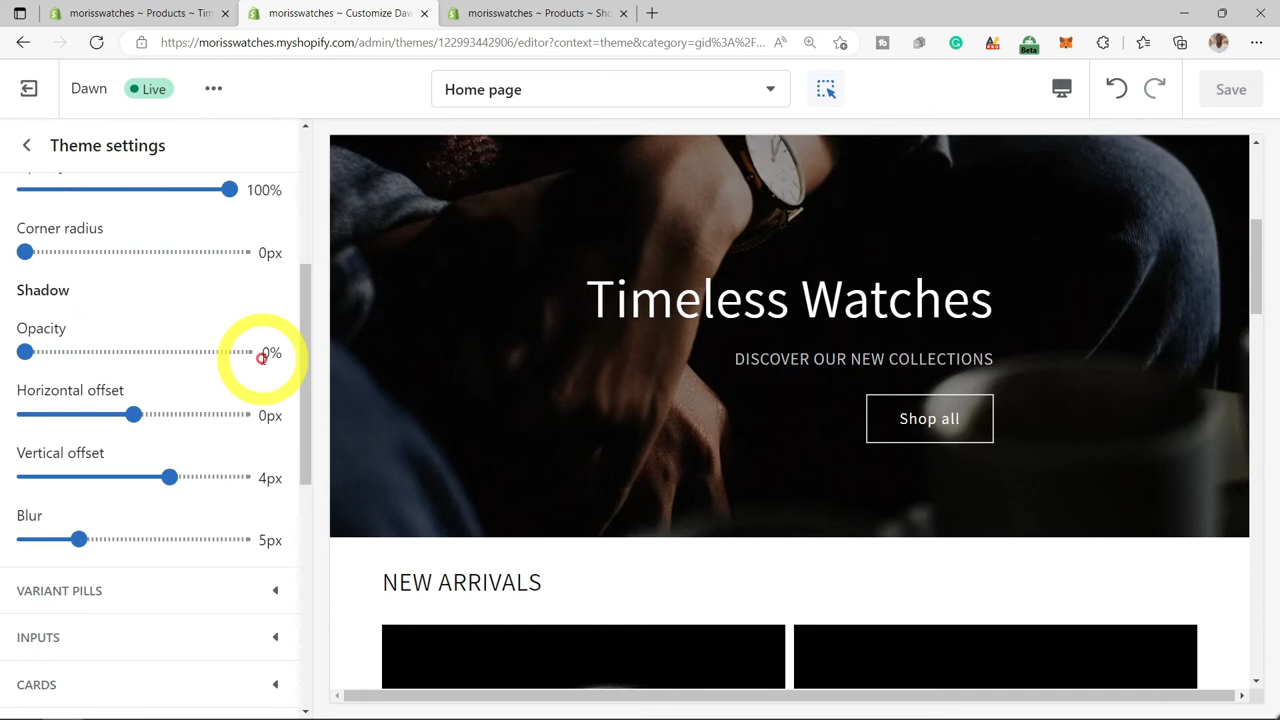 morisswatches ~ Products ~ Tim
morisswatches ~ Customize Daw
morisswatches ~ Products ~ Sho
https://morisswatches.myshopify.com/admin/themes/122993442906/editor?context=theme&category=gid%3A%2F...
Beta
Dawn
Live
Home page
Save
Theme settings
100%
Corner radius
0px
Shadow
Opacity
0%
Horizontal offset
0px
Vertical offset
4px
Blur
5px
VARIANT PILLS
INPUTS
CARDS
Timeless Watches
DISCOVER OUR NEW COLLECTIONS
Shop all
NEW ARRIVALS